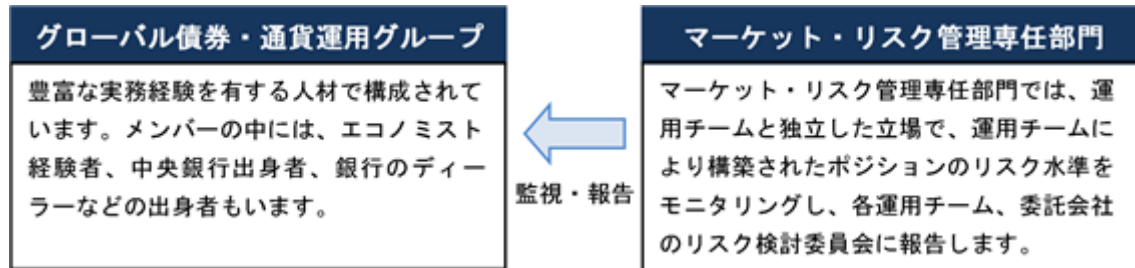 グローバル債券・通貨運用グループ
豊富な実務経験を有する人材で構成されて
います。メンバーの中には、エコノミスト
経験者、中央銀行出身者、銀行のディー
ラーなどの出身者もいます。
監視・報告
マーケット・リスク管理専任部門
マーケット・リスク管理専任部門では、運
用チームと独立した立場で、運用チームに
より構築されたポジションのリスク水準を
モニタリングし、各運用チーム、委託会社
のリスク検討委員会に報告します。